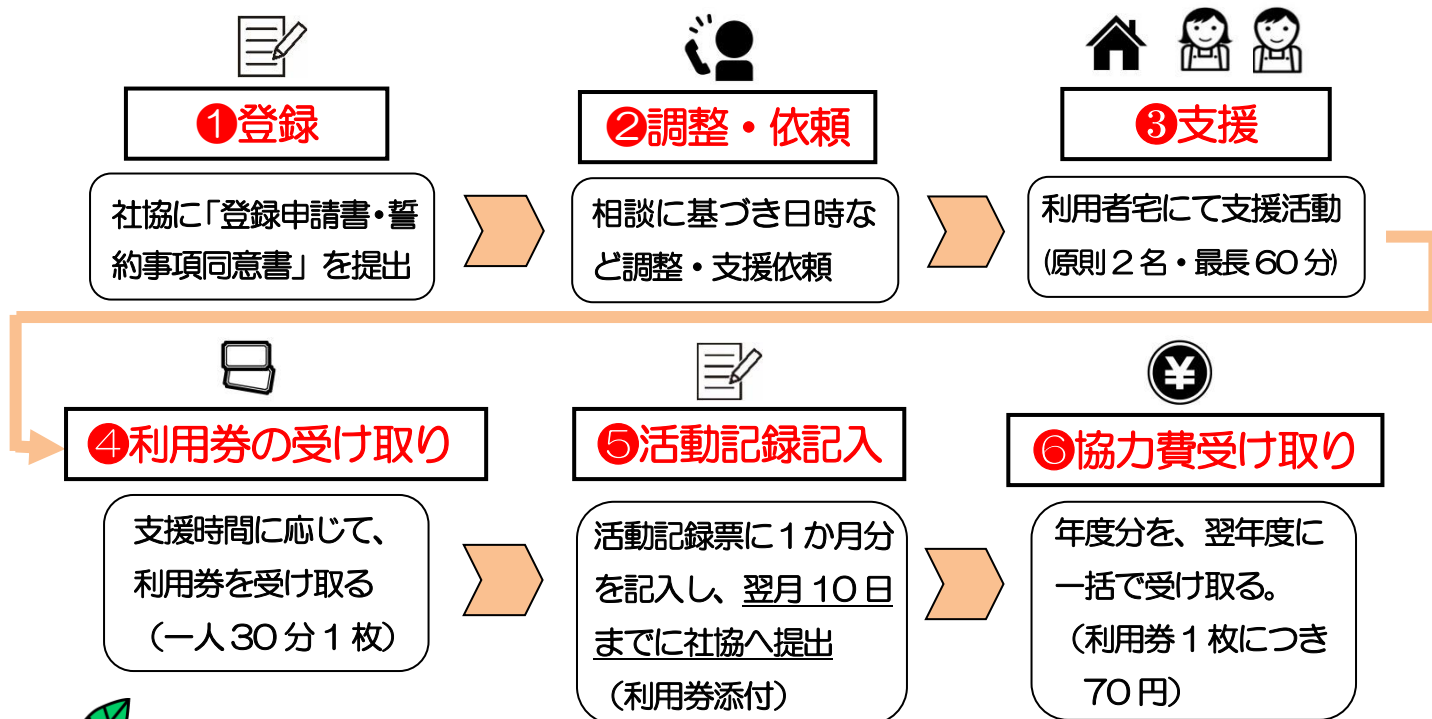 ❶登録
社協に「登録申請書・誓
約事項同意書」を提出
❷調整・依頼
相談に基づき日時な
ど調整・支援依頼
❸支援
利用者宅にて支援活動
(原則2名・最長60分)
❹利用券の受け取り
支援時間に応じて、
利用券を受け取る
（一人30分1枚）
❺活動記録記入
活動記録票に1か月分
を記入し、翌月10日
までに社協へ提出
（利用券添付）
❻協力費受け取り
年度分を、翌年度に
一括で受け取る。
（利用券1枚につき
70円）